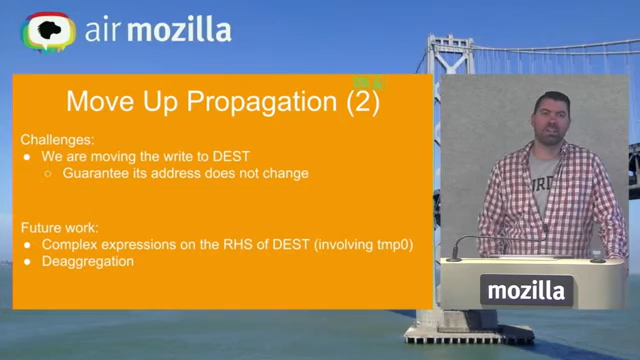 air mozilla
Move Up Propagation (2)
Challenges:
● We are moving the write to DEST
○ Guarantee its address does not change
Future work:
● Complex expressions on the RHS of DEST (involving tmp0)
● Deaggregation
mozilla